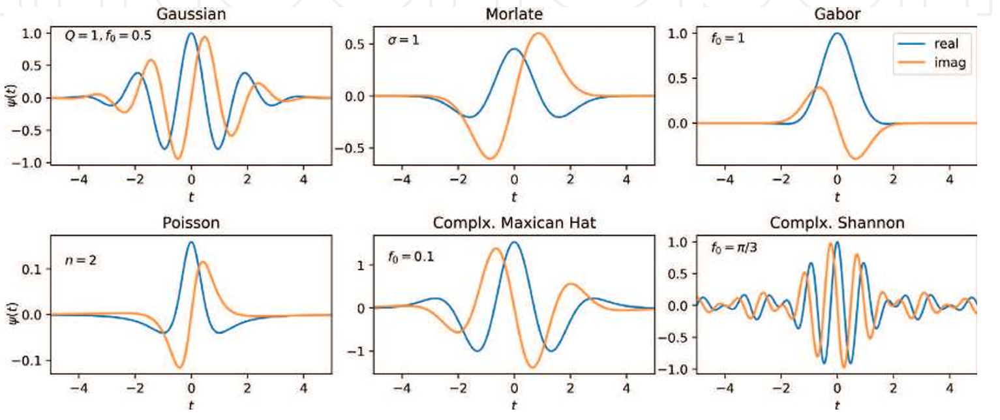 Gaussian
Q = 1, f₀ = 0.5
1.0
0.5
0.0
−0.5
−1.0
ψ(t)
−4 −2 0 2 4
t
Morlate
σ = 1
0.5
0.0
−0.5
−4 −2 0 2 4
t
Gabor
f₀ = 1
real
imag
1.0
0.5
0.0
−4 −2 0 2 4
t
Poisson
n = 2
0.1
0.0
−0.1
ψ(t)
−4 −2 0 2 4
t
Complx. Maxican Hat
f₀ = 0.1
1
0
−1
−4 −2 0 2 4
t
Complx. Shannon
f₀ = π/3
1.0
0.5
0.0
−0.5
−1.0
−4 −2 0 2 4
t